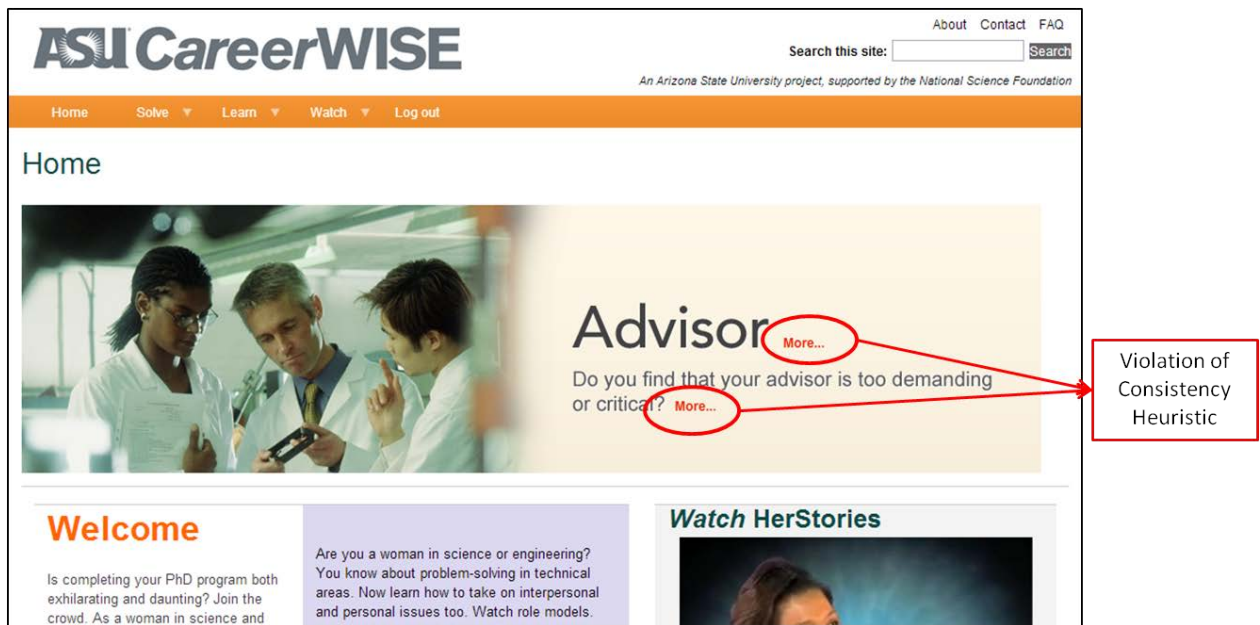 ASU CareerWISE
About Contact FAQ
Search this site: Search
An Arizona State University project, supported by the National Science Foundation
Home Solve Learn Watch Log out
Home
Advisor More...
Do you find that your advisor is too demanding
or critical? More...
Violation of
Consistency
Heuristic
Welcome
Is completing your PhD program both
exhilarating and daunting? Join the
crowd. As a woman in science and
Are you a woman in science or engineering?
You know about problem-solving in technical
areas. Now learn how to take on interpersonal
and personal issues too. Watch role models.
Watch HerStories